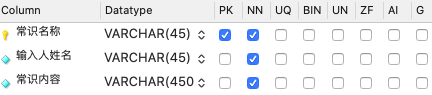 Column Datatype PK NN UQ BIN UN ZF AI G
常识名称 VARCHAR(45)
输入人姓名 VARCHAR(45)
常识内容 VARCHAR(450